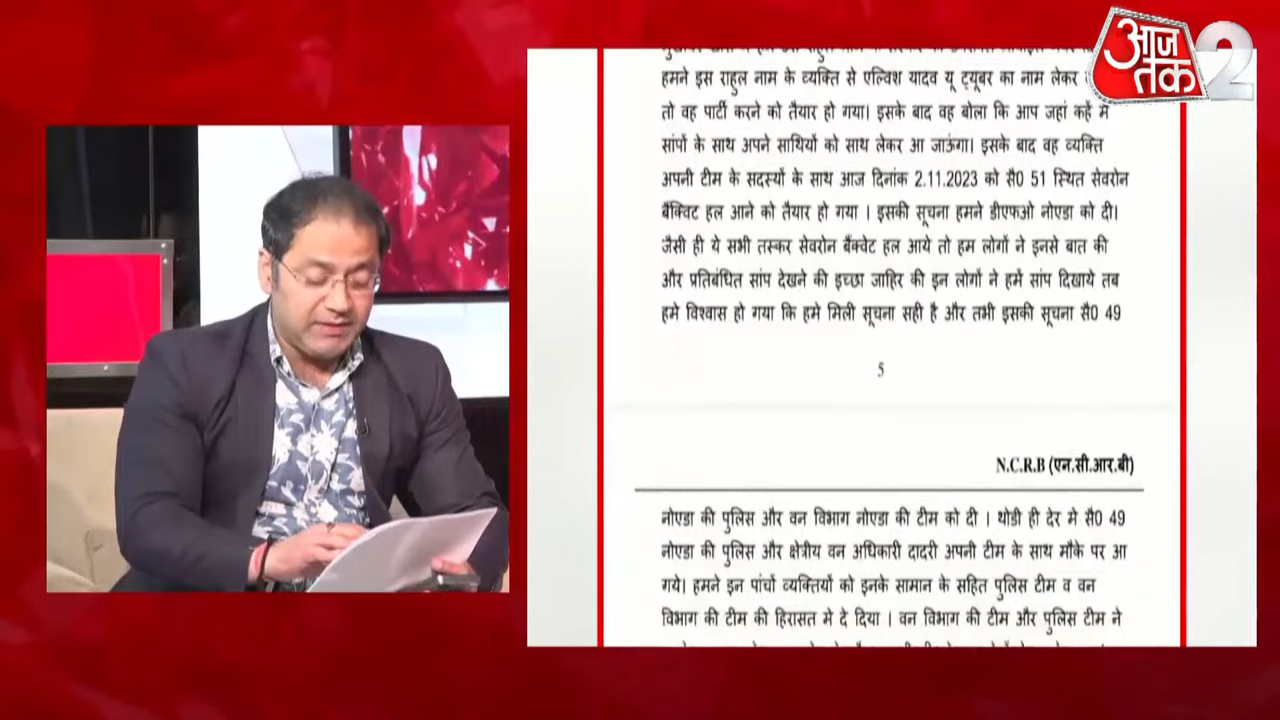 आज
तक 2
हमने इस राहुल नाम के व्यक्ति से एल्विश यादव यू ट्यूबर का नाम लेकर
तो वह पार्टी करने को तैयार हो गया। इसके बाद वह बोला कि आप जहां कहें मै
सांपों के साथ अपने साथियों को साथ लेकर आ जाऊंगा। इसके बाद वह व्यक्ति
अपनी टीम के सदस्यों के साथ आज दिनांक 2.11.2023 को सै0 51 स्थित सेवरोन
बैंक्विट हल आने को तैयार हो गया । इसकी सूचना हमने डीएफओ नोएडा को दी।
जैसी ही ये सभी तस्कर सेवरोन बैंक्वेट हल आये तो हम लोगों ने इनसे बात की
और प्रतिबंधित सांप देखने की इच्छा जाहिर की इन लोगों ने हमें सांप दिखाये तब
हमे विश्वास हो गया कि हमे मिली सूचना सही है और तभी इसकी सूचना सै0 49
5
N.C.R.B (एन.सी.आर.बी)
नोएडा की पुलिस और वन विभाग नोएडा की टीम को दी । थोडी ही देर मे सै0 49
नोएडा की पुलिस और क्षेत्रीय वन अधिकारी दादरी अपनी टीम के साथ मौके पर आ
गये। हमने इन पांचों व्यक्तियों को इनके सामान के सहित पुलिस टीम व वन
विभाग की टीम की हिरासत मे दे दिया । वन विभाग की टीम और पुलिस टीम ने